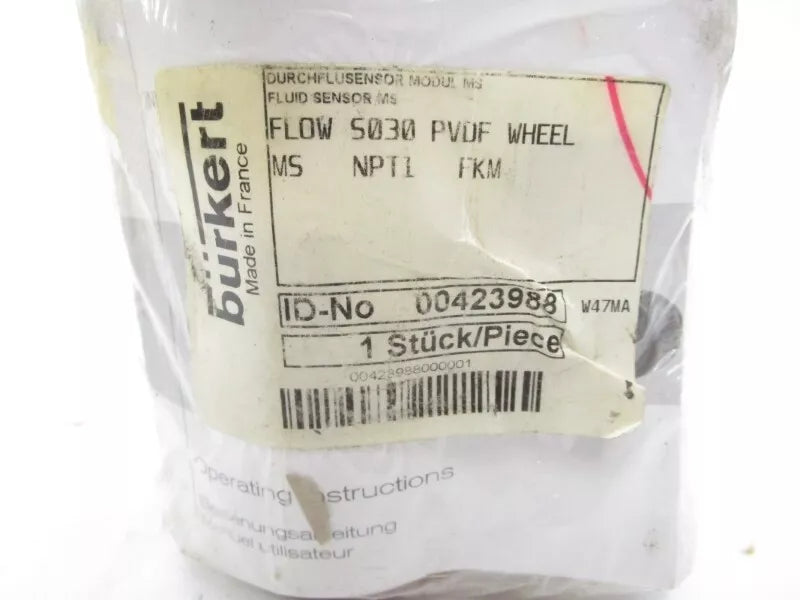 bürkert
Made in France
DURCHFLUSENSOR MODUL MS
FLUID SENSOR MS
FLOW S030 PVDF WHEEL
MS NPT1 FKM
ID-No 00423988 W47MA
1 Stück/Piece
00423988000001
Operating Instructions
Bedienungsanleitung
Manuel utilisateur